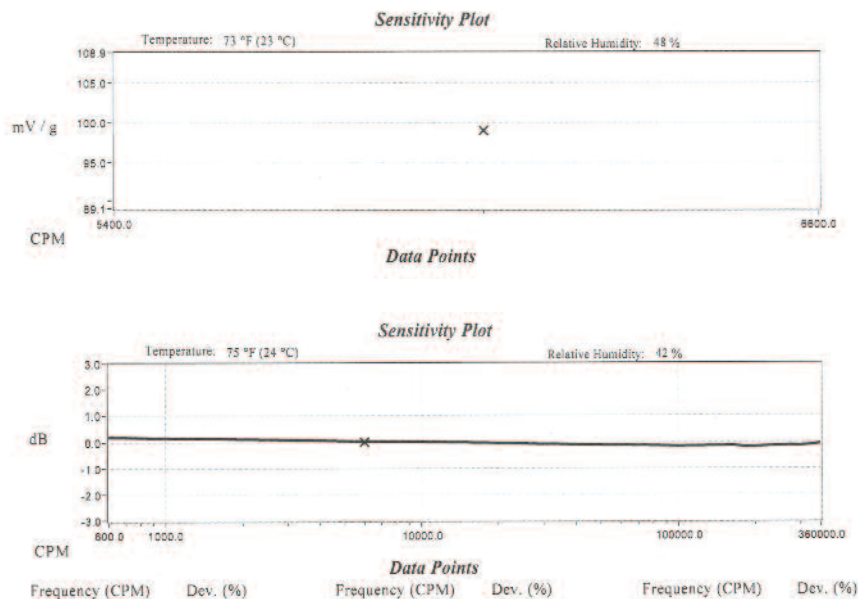 Sensitivity Plot
Temperature: 73 °F (23 °C) Relative Humidity: 48 %
108.9
105.0
mV / g
100.0
95.0
89.1
5400.0 6600.0
CPM
Data Points
Sensitivity Plot
Temperature: 75 °F (24 °C) Relative Humidity: 42 %
3.0
2.0
1.0
dB
0.0
-1.0
-2.0
-3.0
600.0 1000.0 10000.0 100000.0 360000.0
CPM
Data Points
Frequency (CPM) Dev. (%) Frequency (CPM) Dev. (%) Frequency (CPM) Dev. (%)